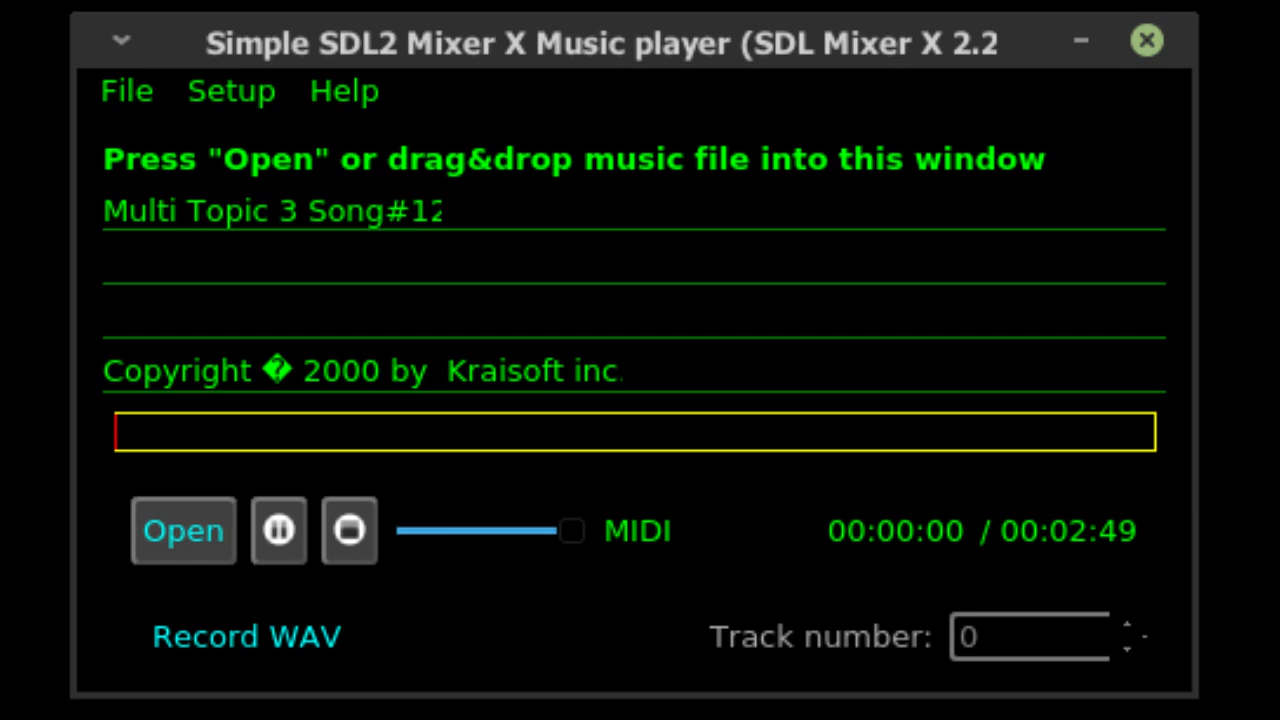 Simple SDL2 Mixer X Music player (SDL Mixer X 2.2
File Setup Help
Press "Open" or drag&drop music file into this window
Multi Topic 3 Song#12
Copyright � 2000 by  Kraisoft inc.
Open MIDI 00:00:00 / 00:02:49
Record WAV Track number: 0